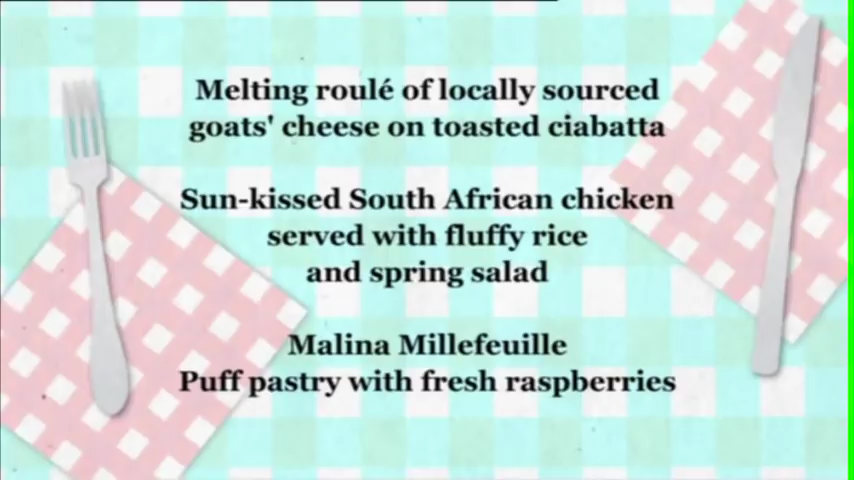 Melting roulé of locally sourced
goats' cheese on toasted ciabatta
Sun-kissed South African chicken
served with fluffy rice
and spring salad
Malina Millefeuille
Puff pastry with fresh raspberries